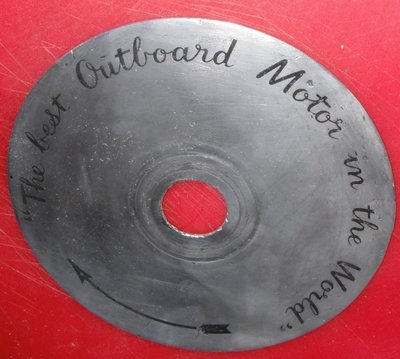 "The best Outboard Motor in the World"